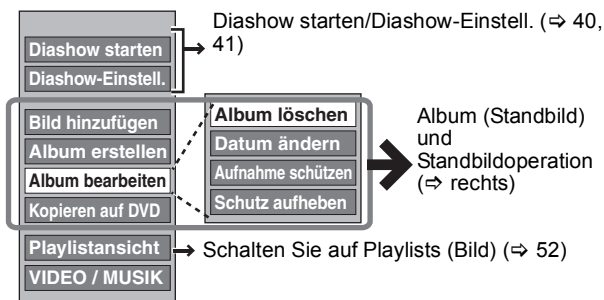 Diashow starten
Diashow-Einstell.
Diashow starten/Diashow-Einstell. (⇨ 40,
41)
Bild hinzufügen
Album erstellen
Album bearbeiten
Kopieren auf DVD
Album löschen
Datum ändern
Aufnahme schützen
Schutz aufheben
Album (Standbild)
und
Standbildoperation
(⇨ rechts)
Playlistansicht
VIDEO / MUSIK
Schalten Sie auf Playlists (Bild) (⇨ 52)